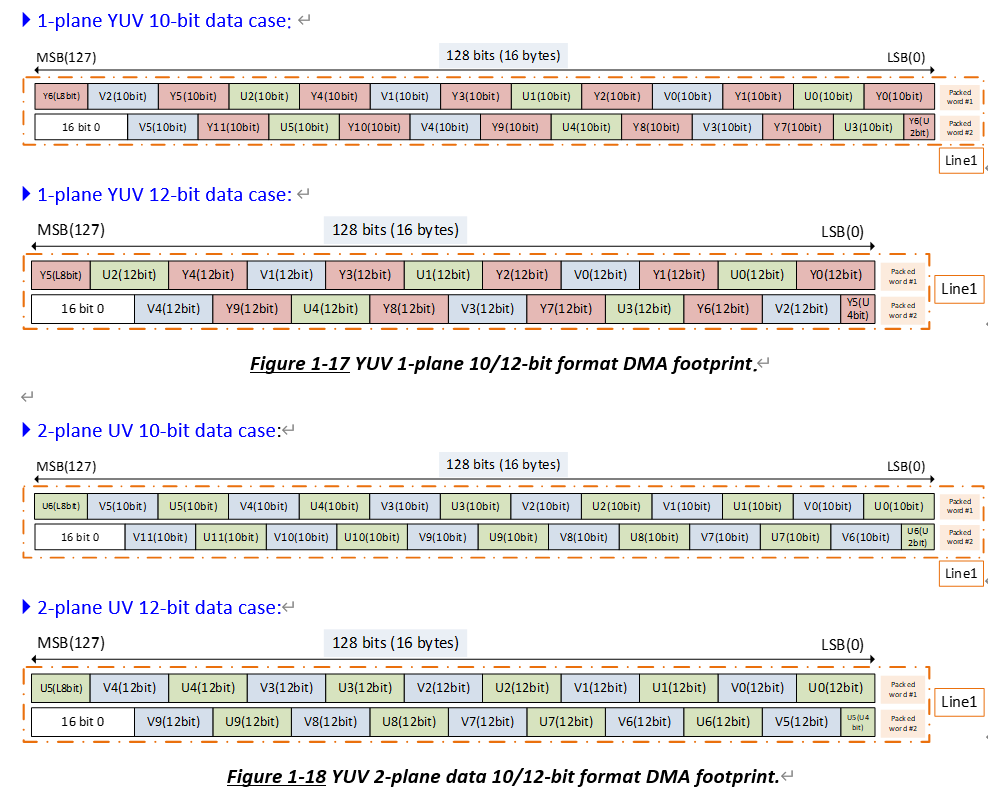 1-plane YUV 10-bit data case:
MSB(127) 128 bits (16 bytes) LSB(0)
Y6(L8bit) V2(10bit) Y5(10bit) U2(10bit) Y4(10bit) V1(10bit) Y3(10bit) U1(10bit) Y2(10bit) V0(10bit) Y1(10bit) U0(10bit) Y0(10bit) Packed word #1
16 bit 0 V5(10bit) Y11(10bit) U5(10bit) Y10(10bit) V4(10bit) Y9(10bit) U4(10bit) Y8(10bit) V3(10bit) Y7(10bit) U3(10bit) Y6(U 2bit) Packed word #2
Line1
1-plane YUV 12-bit data case:
MSB(127) 128 bits (16 bytes) LSB(0)
Y5(L8bit) U2(12bit) Y4(12bit) V1(12bit) Y3(12bit) U1(12bit) Y2(12bit) V0(12bit) Y1(12bit) U0(12bit) Y0(12bit) Packed word #1
Line1
16 bit 0 V4(12bit) Y9(12bit) U4(12bit) Y8(12bit) V3(12bit) Y7(12bit) U3(12bit) Y6(12bit) V2(12bit) Y5(U 4bit) Packed word #2
Figure 1-17 YUV 1-plane 10/12-bit format DMA footprint.
2-plane UV 10-bit data case:
MSB(127) 128 bits (16 bytes) LSB(0)
U6(L8bit) V5(10bit) U5(10bit) V4(10bit) U4(10bit) V3(10bit) U3(10bit) V2(10bit) U2(10bit) V1(10bit) U1(10bit) V0(10bit) U0(10bit) Packed word #1
16 bit 0 V11(10bit) U11(10bit) V10(10bit) U10(10bit) V9(10bit) U9(10bit) V8(10bit) U8(10bit) V7(10bit) U7(10bit) V6(10bit) U6(U 2bit) Packed word #2
Line1
2-plane UV 12-bit data case:
MSB(127) 128 bits (16 bytes) LSB(0)
U5(L8bit) V4(12bit) U4(12bit) V3(12bit) U3(12bit) V2(12bit) U2(12bit) V1(12bit) U1(12bit) V0(12bit) U0(12bit) Packed word #1
Line1
16 bit 0 V9(12bit) U9(12bit) V8(12bit) U8(12bit) V7(12bit) U7(12bit) V6(12bit) U6(12bit) V5(12bit) U5(U4 bit) Packed word #2
Figure 1-18 YUV 2-plane data 10/12-bit format DMA footprint.